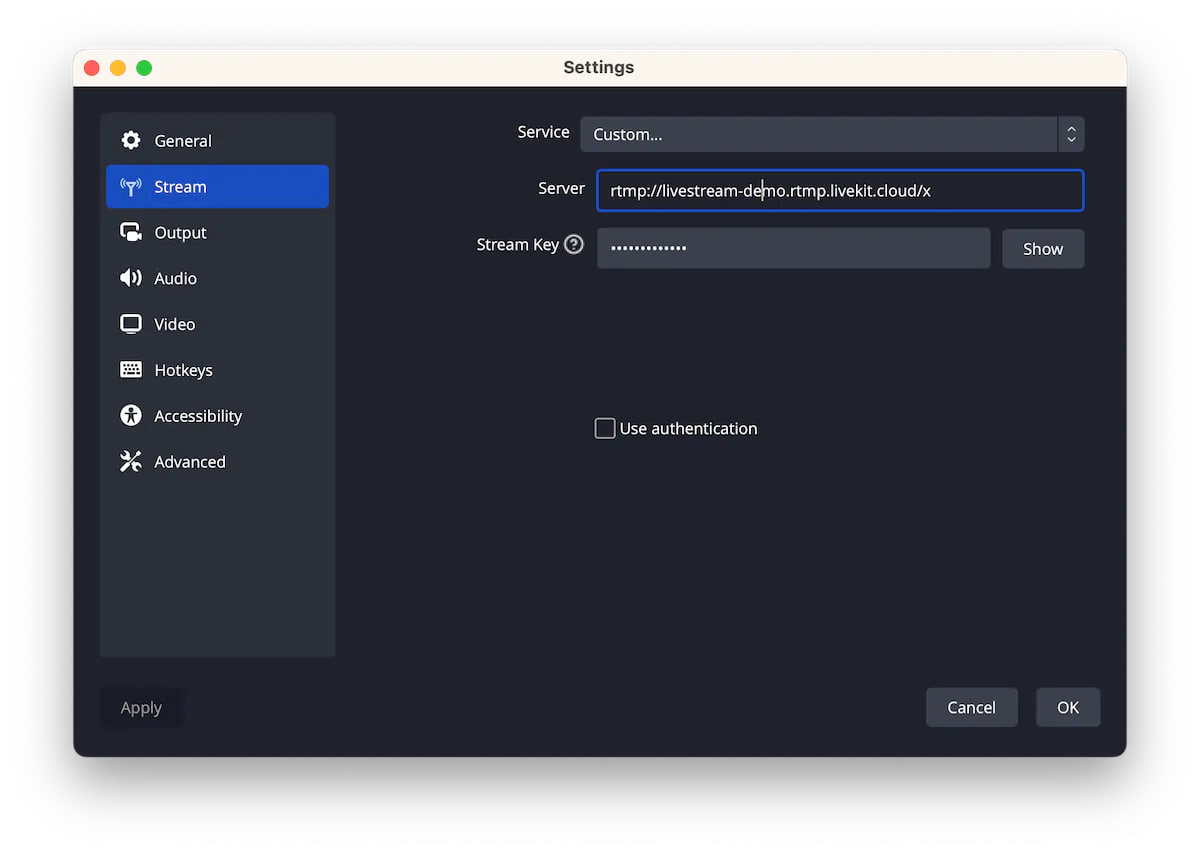 Settings
General
Stream
Output
Audio
Video
Hotkeys
Accessibility
Advanced
Service Custom...
Server rtmp://livestream-demo.rtmp.livekit.cloud/x
Stream Key ? ••••••••••••• Show
Use authentication
Apply Cancel OK